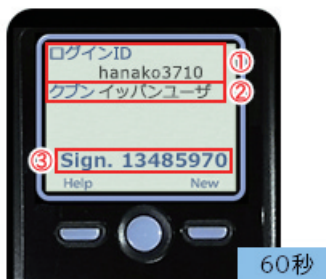 ログインID
①
hanako3710
クブン イッパンユーザ
②
③
Sign. 13485970
Help
New
60秒